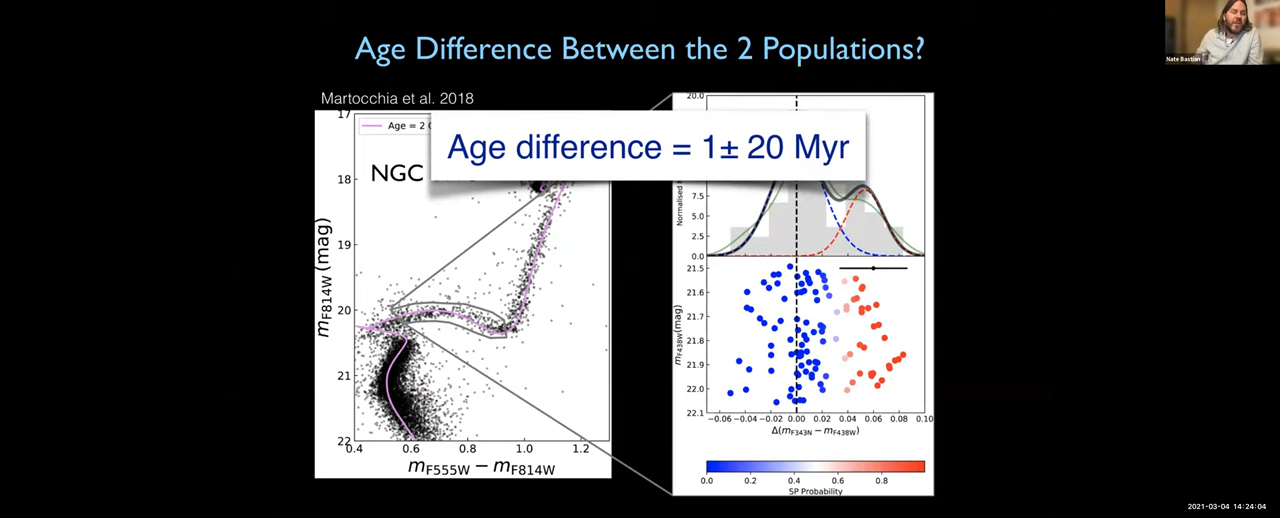 Age Difference Between the 2 Populations?
Nate Bastian
Martocchia et al. 2018
Age = 2
NGC
Age difference = 1± 20 Myr
17
18
19
20
21
22
mF814W (mag)
0.4 0.6 0.8 1.0 1.2
mF555W − mF814W
20.0
7.5
5.0
2.5
0.0
Normalised
21.5
21.6
21.7
21.8
21.9
22.0
22.1
mF438W(mag)
−0.06 −0.04 −0.02 0.00 0.02 0.04 0.06 0.08 0.10
Δ(mF343N − mF438W)
0.0 0.2 0.4 0.6 0.8
SP Probability
2021-03-04 14:24:04